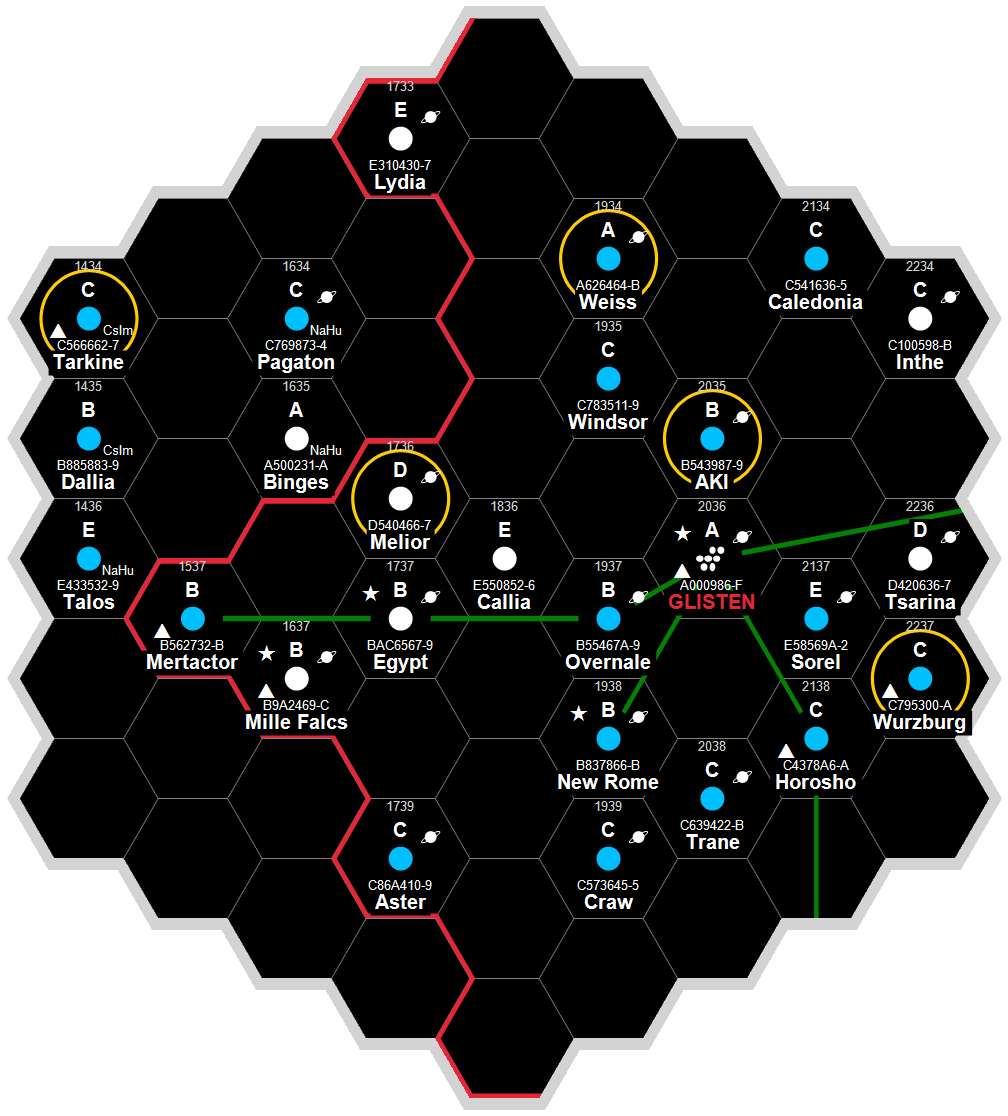 1733
E
E310430-7
Lydia
1934
A
A626464-B
Weiss
2134
C
C541636-5
Caledonia
1434
C
CsIm
C566662-7
Tarkine
1634
C
NaHu
C769873-4
Pagaton
2234
C
C100598-B
Inthe
1935
C
C783511-9
Windsor
1435
B
CsIm
B885883-9
Dallia
1635
A
NaHu
A500231-A
Binges
2035
B
B543987-9
AKI
1736
D
D540466-7
Melior
1436
E
NaHu
E433532-9
Talos
1836
E
E550852-6
Callia
2036
A
A000986-F
GLISTEN
2236
D
D420636-7
Tsarina
1537
B
B562732-B
Mertactor
1737
B
BAC6567-9
Egypt
1937
B
B55467A-9
Overnale
2137
E
E58569A-2
Sorel
1637
B
B9A2469-C
Mille Falcs
2237
C
C795300-A
Wurzburg
1938
B
B837866-B
New Rome
2138
C
C4378A6-A
Horosho
2038
C
C639422-B
Trane
1739
C
C86A410-9
Aster
1939
C
C573645-5
Craw